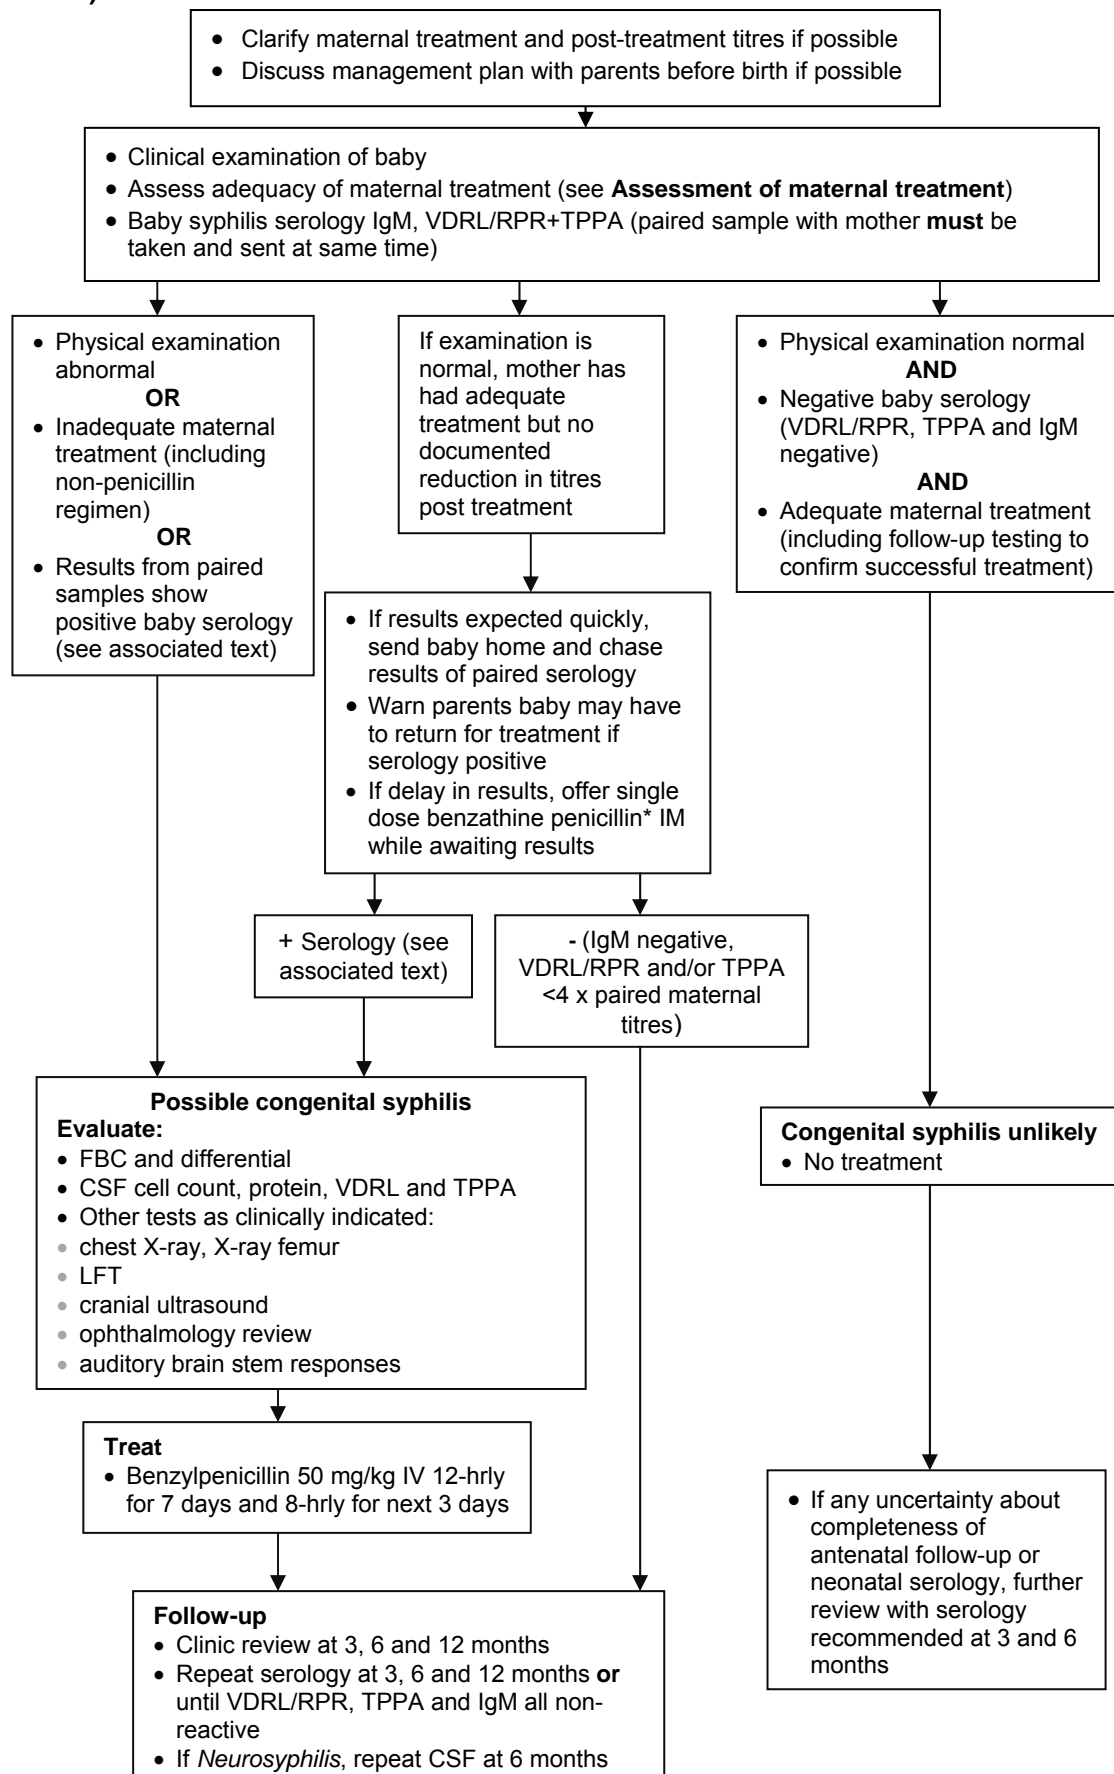 • Clarify maternal treatment and post-treatment titres if possible
• Discuss management plan with parents before birth if possible
• Clinical examination of baby
• Assess adequacy of maternal treatment (see Assessment of maternal treatment)
• Baby syphilis serology IgM, VDRL/RPR+TPPA (paired sample with mother must be
taken and sent at same time)
• Physical examination
abnormal
OR
• Inadequate maternal
treatment (including
non-penicillin
regimen)
OR
• Results from paired
samples show
positive baby serology
(see associated text)
If examination is
normal, mother has
had adequate
treatment but no
documented
reduction in titres
post treatment
• Physical examination normal
AND
• Negative baby serology
(VDRL/RPR, TPPA and IgM
negative)
AND
• Adequate maternal treatment
(including follow-up testing to
confirm successful treatment)
• If results expected quickly,
send baby home and chase
results of paired serology
• Warn parents baby may have
to return for treatment if
serology positive
• If delay in results, offer single
dose benzathine penicillin* IM
while awaiting results
+ Serology (see
associated text)
- (IgM negative,
VDRL/RPR and/or TPPA
<4 x paired maternal
titres)
Possible congenital syphilis
Evaluate:
• FBC and differential
• CSF cell count, protein, VDRL and TPPA
• Other tests as clinically indicated:
• chest X-ray, X-ray femur
• LFT
• cranial ultrasound
• ophthalmology review
• auditory brain stem responses
Congenital syphilis unlikely
• No treatment
Treat
• Benzylpenicillin 50 mg/kg IV 12-hrly
for 7 days and 8-hrly for next 3 days
• If any uncertainty about
completeness of
antenatal follow-up or
neonatal serology, further
review with serology
recommended at 3 and 6
months
Follow-up
• Clinic review at 3, 6 and 12 months
• Repeat serology at 3, 6 and 12 months or
until VDRL/RPR, TPPA and IgM all non-
reactive
• If Neurosyphilis, repeat CSF at 6 months